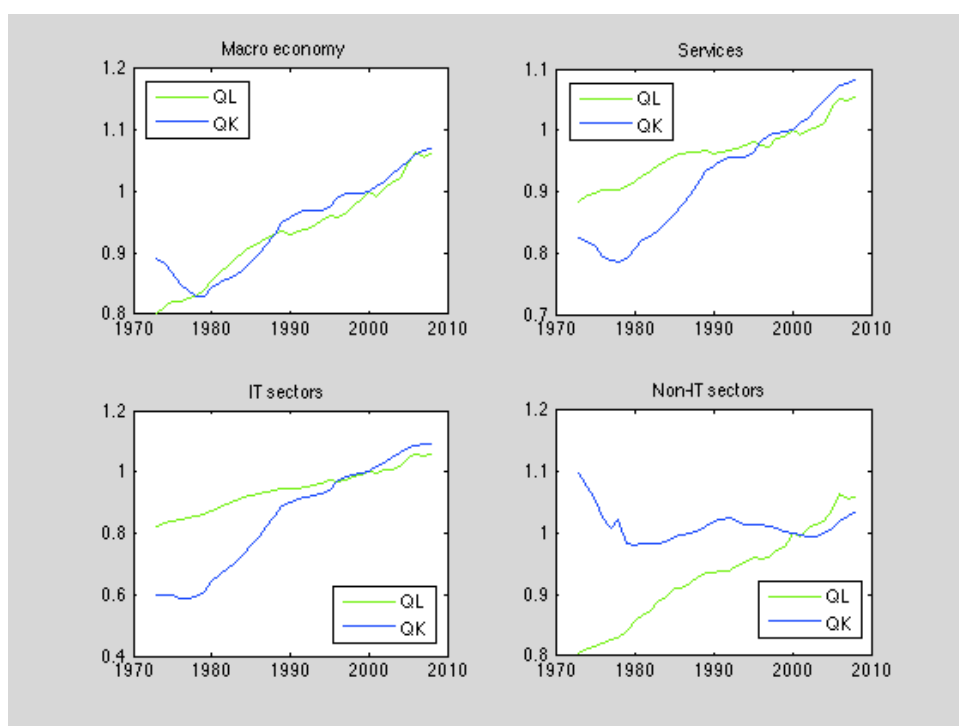 Macro economy
1.2
1.1
1
0.9
0.8
1970 1980 1990 2000 2010
QL
QK
Services
1.1
1
0.9
0.8
0.7
1970 1980 1990 2000 2010
QL
QK
IT sectors
1.2
1
0.8
0.6
0.4
1970 1980 1990 2000 2010
QL
QK
Non-IT sectors
1.2
1.1
1
0.9
0.8
1970 1980 1990 2000 2010
QL
QK